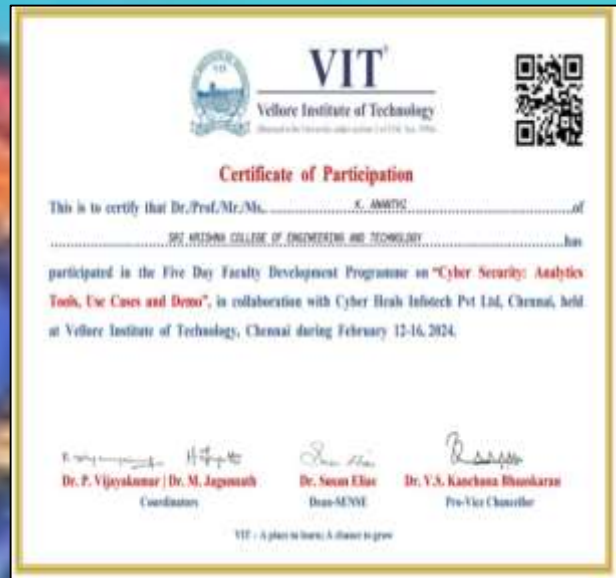 VIT
Vellore Institute of Technology
Certificate of Participation
This is to certify that Dr./Prof./Mr./Ms. K. ANANTHI of
SRI KRISHNA COLLEGE OF ENGINEERING AND TECHNOLOGY has
participated in the Five Day Faculty Development Programme on “Cyber Security: Analytics
Tools, Use Cases and Demo”, in collaboration with Cyber Heals Infotech Pvt Ltd, Chennai, held
at Vellore Institute of Technology, Chennai during February 12-16, 2024.
Dr. P. Vijayakumar | Dr. M. Jagannath Dr. Susan Elias Dr. V.S. Kanchana Bhaaskaran
Coordinators Dean-SENSE Pro-Vice Chancellor
VIT - A place to learn; A chance to grow